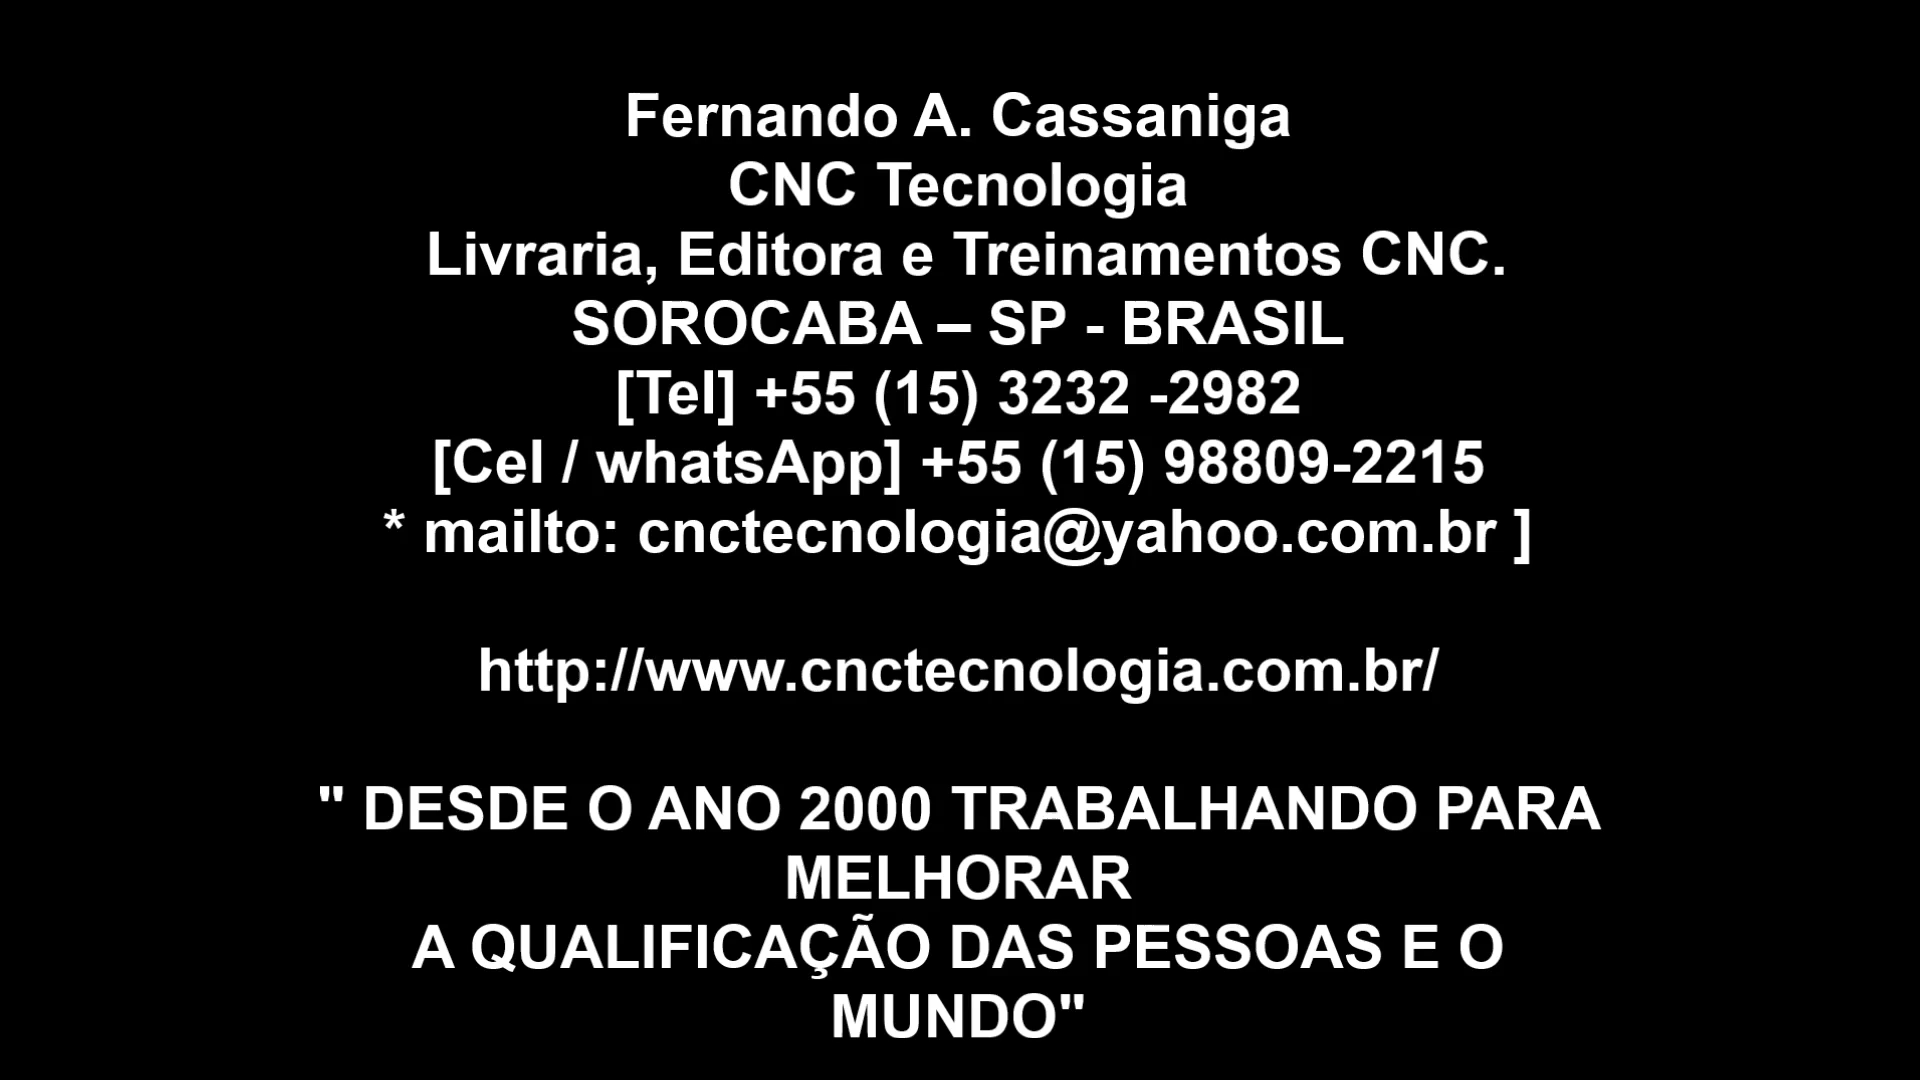 Fernando A. Cassaniga
CNC Tecnologia
Livraria, Editora e Treinamentos CNC.
SOROCABA – SP - BRASIL
[Tel] +55 (15) 3232 -2982
[Cel / whatsApp] +55 (15) 98809-2215
* mailto: cnctecnologia@yahoo.com.br ]
http://www.cnctecnologia.com.br/
" DESDE O ANO 2000 TRABALHANDO PARA
MELHORAR
A QUALIFICAÇÃO DAS PESSOAS E O
MUNDO"